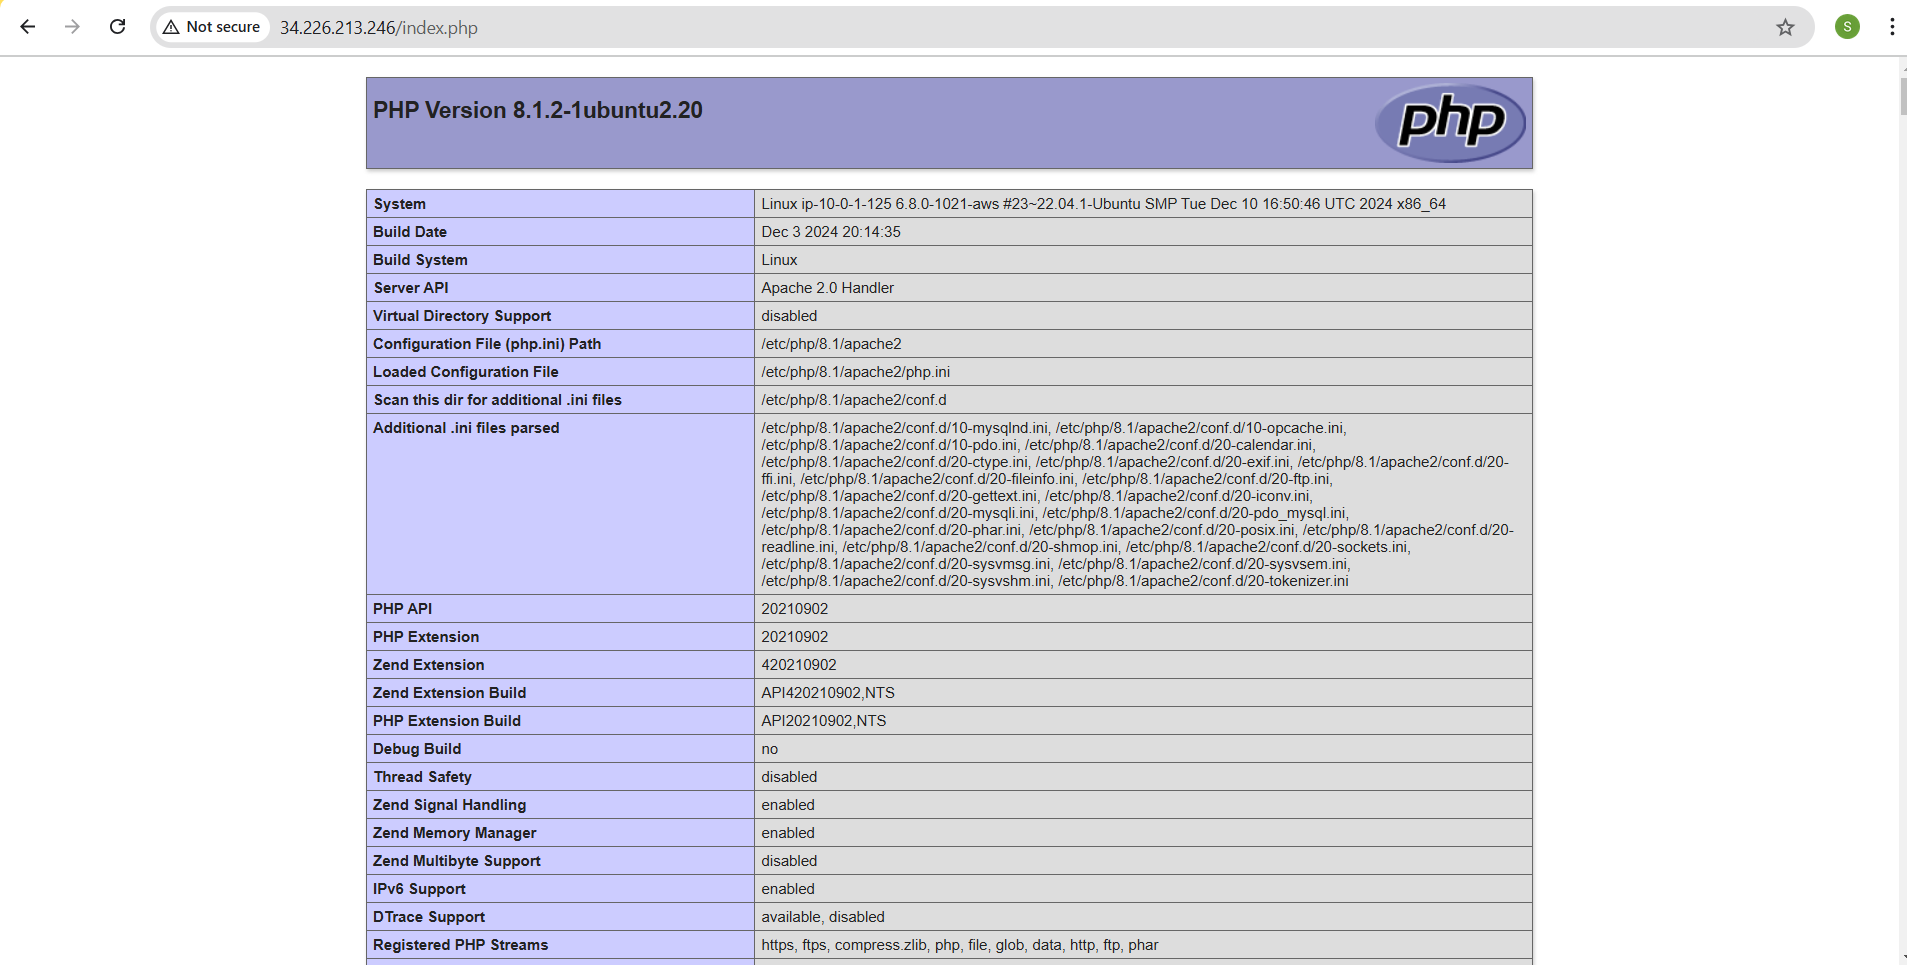 Not secure 34.226.213.246/index.php S
PHP Version 8.1.2-1ubuntu2.20 php
System Linux ip-10-0-1-125 6.8.0-1021-aws #23~22.04.1-Ubuntu SMP Tue Dec 10 16:50:46 UTC 2024 x86_64
Build Date Dec 3 2024 20:14:35
Build System Linux
Server API Apache 2.0 Handler
Virtual Directory Support disabled
Configuration File (php.ini) Path /etc/php/8.1/apache2
Loaded Configuration File /etc/php/8.1/apache2/php.ini
Scan this dir for additional .ini files /etc/php/8.1/apache2/conf.d
Additional .ini files parsed /etc/php/8.1/apache2/conf.d/10-mysqlnd.ini, /etc/php/8.1/apache2/conf.d/10-opcache.ini,
/etc/php/8.1/apache2/conf.d/10-pdo.ini, /etc/php/8.1/apache2/conf.d/20-calendar.ini,
/etc/php/8.1/apache2/conf.d/20-ctype.ini, /etc/php/8.1/apache2/conf.d/20-exif.ini, /etc/php/8.1/apache2/conf.d/20-
ffi.ini, /etc/php/8.1/apache2/conf.d/20-fileinfo.ini, /etc/php/8.1/apache2/conf.d/20-ftp.ini,
/etc/php/8.1/apache2/conf.d/20-gettext.ini, /etc/php/8.1/apache2/conf.d/20-iconv.ini,
/etc/php/8.1/apache2/conf.d/20-mysqli.ini, /etc/php/8.1/apache2/conf.d/20-pdo_mysql.ini,
/etc/php/8.1/apache2/conf.d/20-phar.ini, /etc/php/8.1/apache2/conf.d/20-posix.ini, /etc/php/8.1/apache2/conf.d/20-
readline.ini, /etc/php/8.1/apache2/conf.d/20-shmop.ini, /etc/php/8.1/apache2/conf.d/20-sockets.ini,
/etc/php/8.1/apache2/conf.d/20-sysvmsg.ini, /etc/php/8.1/apache2/conf.d/20-sysvsem.ini,
/etc/php/8.1/apache2/conf.d/20-sysvshm.ini, /etc/php/8.1/apache2/conf.d/20-tokenizer.ini
PHP API 20210902
PHP Extension 20210902
Zend Extension 420210902
Zend Extension Build API420210902,NTS
PHP Extension Build API20210902,NTS
Debug Build no
Thread Safety disabled
Zend Signal Handling enabled
Zend Memory Manager enabled
Zend Multibyte Support disabled
IPv6 Support enabled
DTrace Support available, disabled
Registered PHP Streams https, ftps, compress.zlib, php, file, glob, data, http, ftp, phar